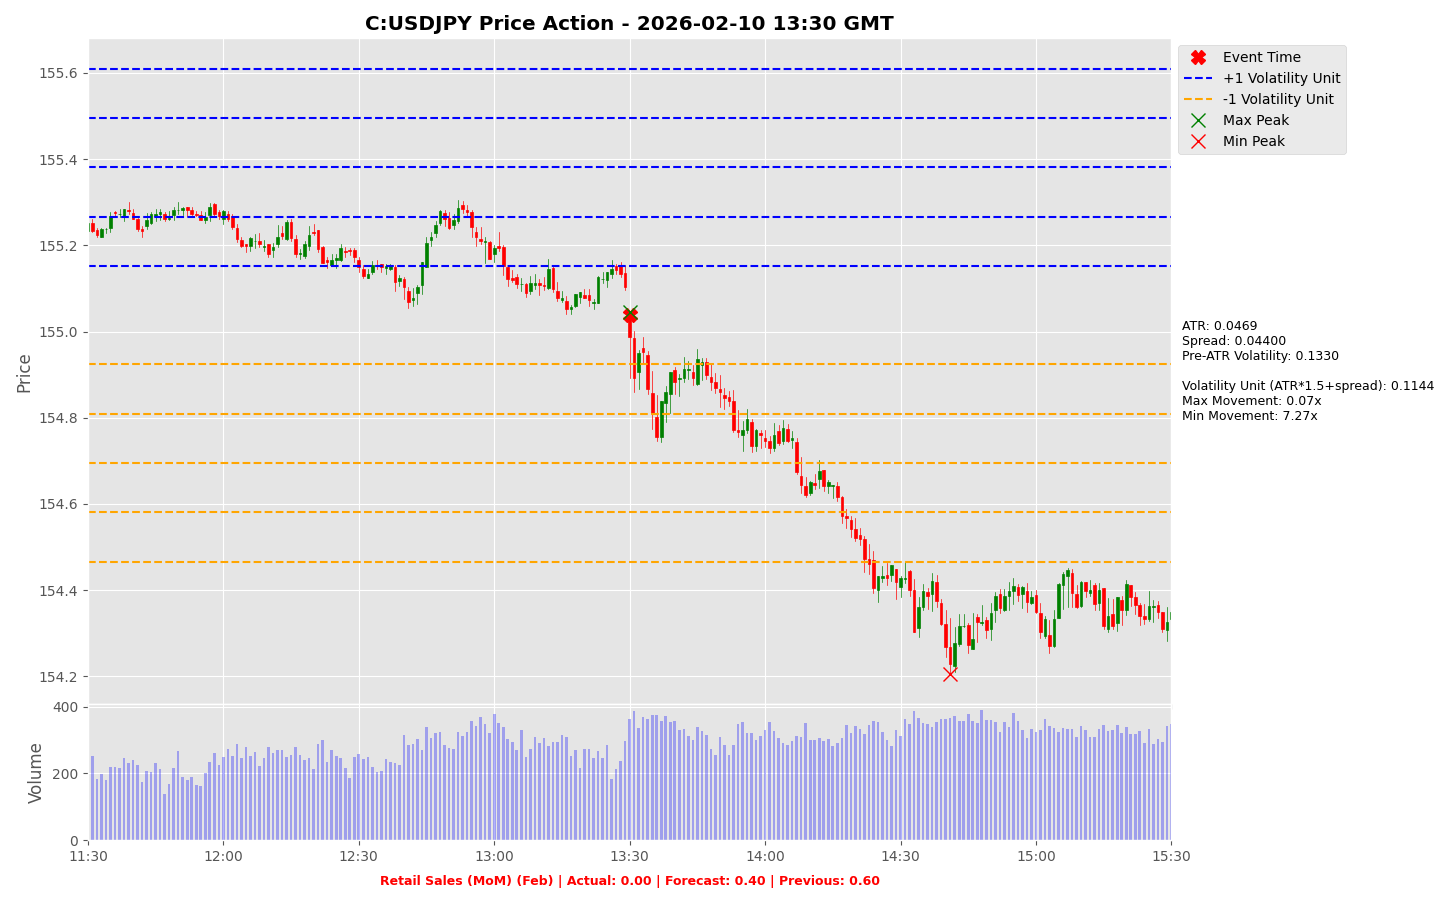 C:USDJPY Price Action - 2026-02-10 13:30 GMT
Event Time
+1 Volatility Unit
-1 Volatility Unit
Max Peak
Min Peak
Price
155.6
155.4
155.2
155.0
154.8
154.6
154.4
154.2
ATR: 0.0469
Spread: 0.04400
Pre-ATR Volatility: 0.1330
Volatility Unit (ATR*1.5+spread): 0.1144
Max Movement: 0.07x
Min Movement: 7.27x
Volume
400
200
0
11:30 12:00 12:30 13:00 13:30 14:00 14:30 15:00 15:30
Retail Sales (MoM) (Feb) | Actual: 0.00 | Forecast: 0.40 | Previous: 0.60